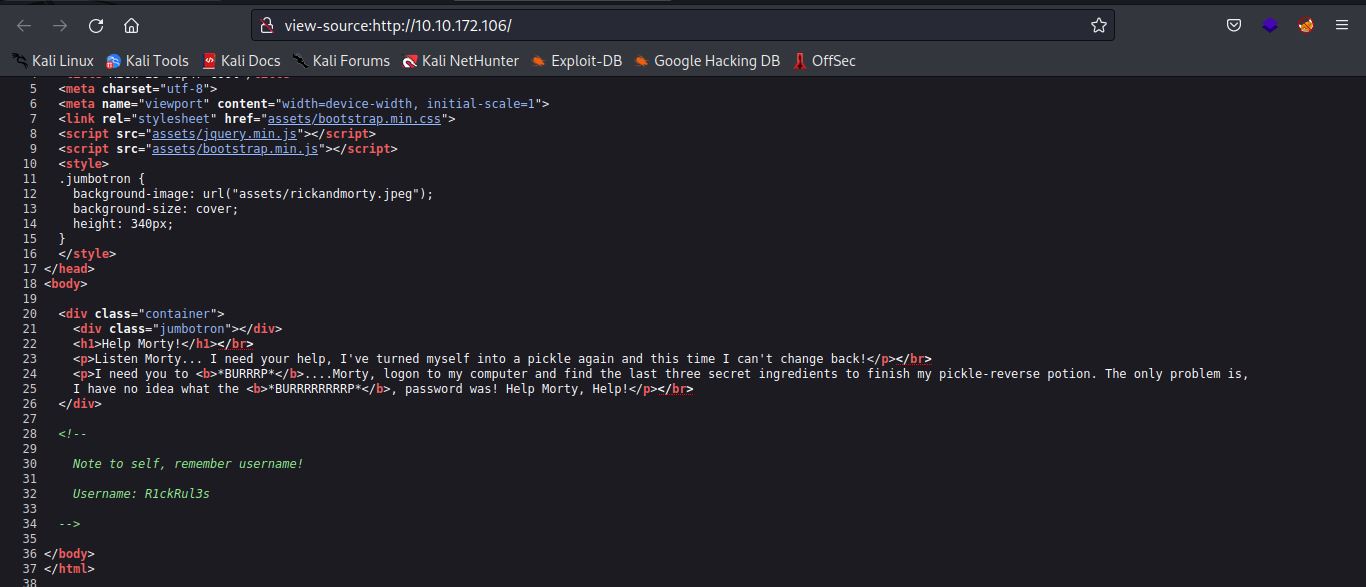 view-source:http://10.10.172.106/
Kali Linux Kali Tools Kali Docs Kali Forums Kali NetHunter Exploit-DB Google Hacking DB OffSec
5 <meta charset="utf-8">
6 <meta name="viewport" content="width=device-width, initial-scale=1">
7 <link rel="stylesheet" href="assets/bootstrap.min.css">
8 <script src="assets/jquery.min.js"></script>
9 <script src="assets/bootstrap.min.js"></script>
10 <style>
11 .jumbotron {
12 background-image: url("assets/rickandmorty.jpeg");
13 background-size: cover;
14 height: 340px;
15 }
16 </style>
17 </head>
18 <body>
19
20 <div class="container">
21 <div class="jumbotron"></div>
22 <h1>Help Morty!</h1></br>
23 <p>Listen Morty... I need your help, I've turned myself into a pickle again and this time I can't change back!</p></br>
24 <p>I need you to <b>*BURRRP*</b>....Morty, logon to my computer and find the last three secret ingredients to finish my pickle-reverse potion. The only problem is,
25 I have no idea what the <b>*BURRRRRRRRP*</b>, password was! Help Morty, Help!</p></br>
26 </div>
27
28 <!--
29
30 Note to self, remember username!
31
32 Username: R1ckRul3s
33
34 -->
35
36 </body>
37 </html>
38